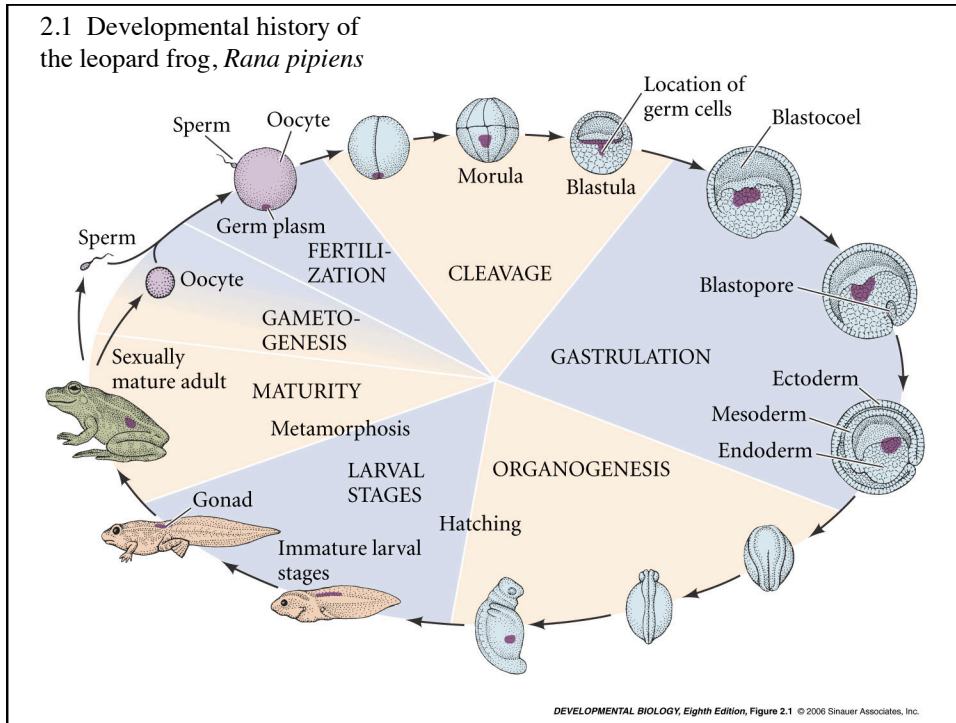 2.1 Developmental history of
the leopard frog, Rana pipiens
Location of
germ cells
Sperm
Oocyte
Blastocoel
Morula
Blastula
Germ plasm
Sperm
FERTILI-
ZATION
Oocyte
CLEAVAGE
Blastopore
GAMETO-
GENESIS
GASTRULATION
Sexually
mature adult
Ectoderm
MATURITY
Mesoderm
Metamorphosis
Endoderm
ORGANOGENESIS
LARVAL
STAGES
Gonad
Hatching
Immature larval
stages
DEVELOPMENTAL BIOLOGY, Eighth Edition, Figure 2.1 © 2006 Sinauer Associates, Inc.